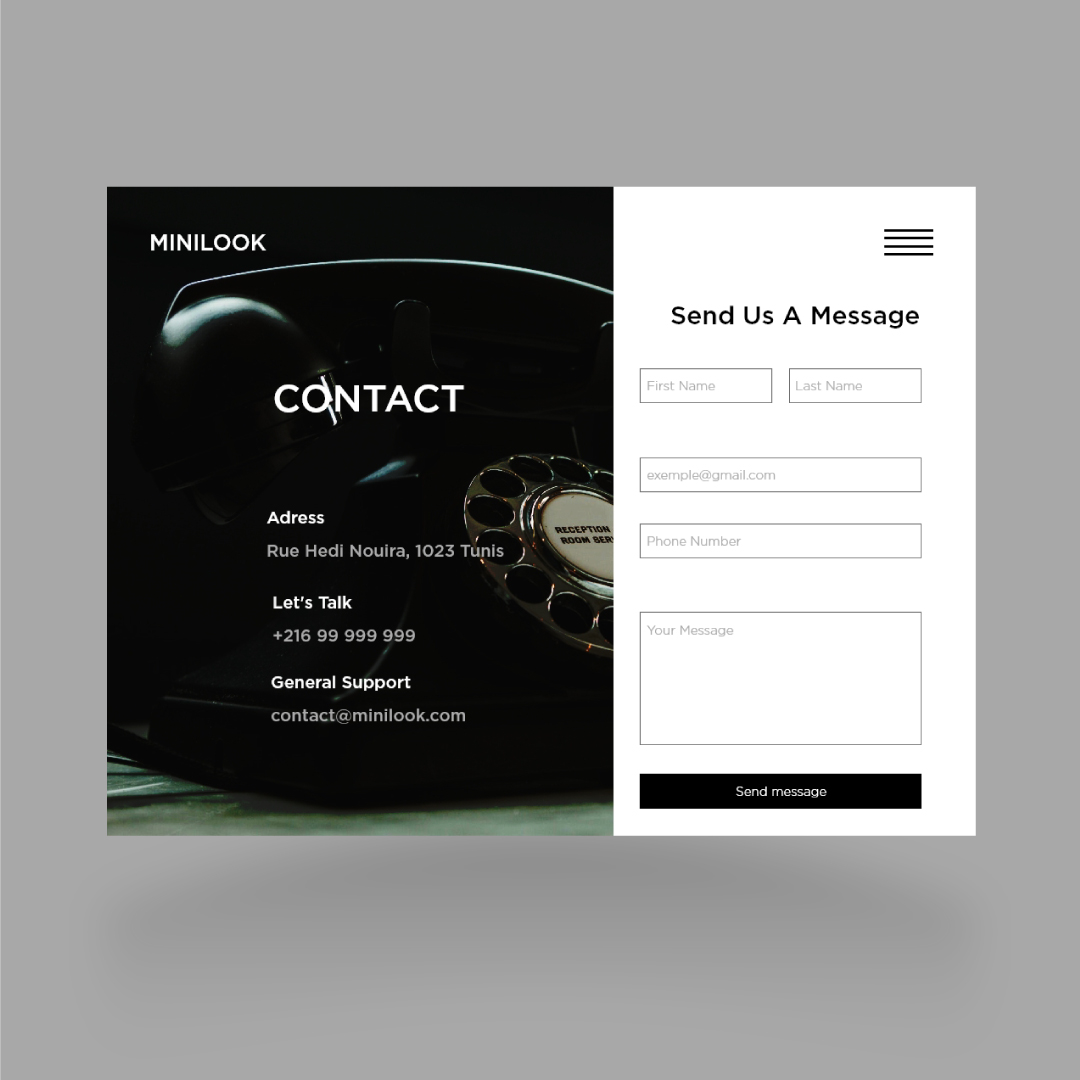 MINILOOK
CONTACT
Adress
Rue Hedi Nouira, 1023 Tunis
Let's Talk
+216 99 999 999
General Support
contact@minilook.com
RECEPTION
ROOM SER
Send Us A Message
First Name
Last Name
exemple@gmail.com
Phone Number
Your Message
Send message